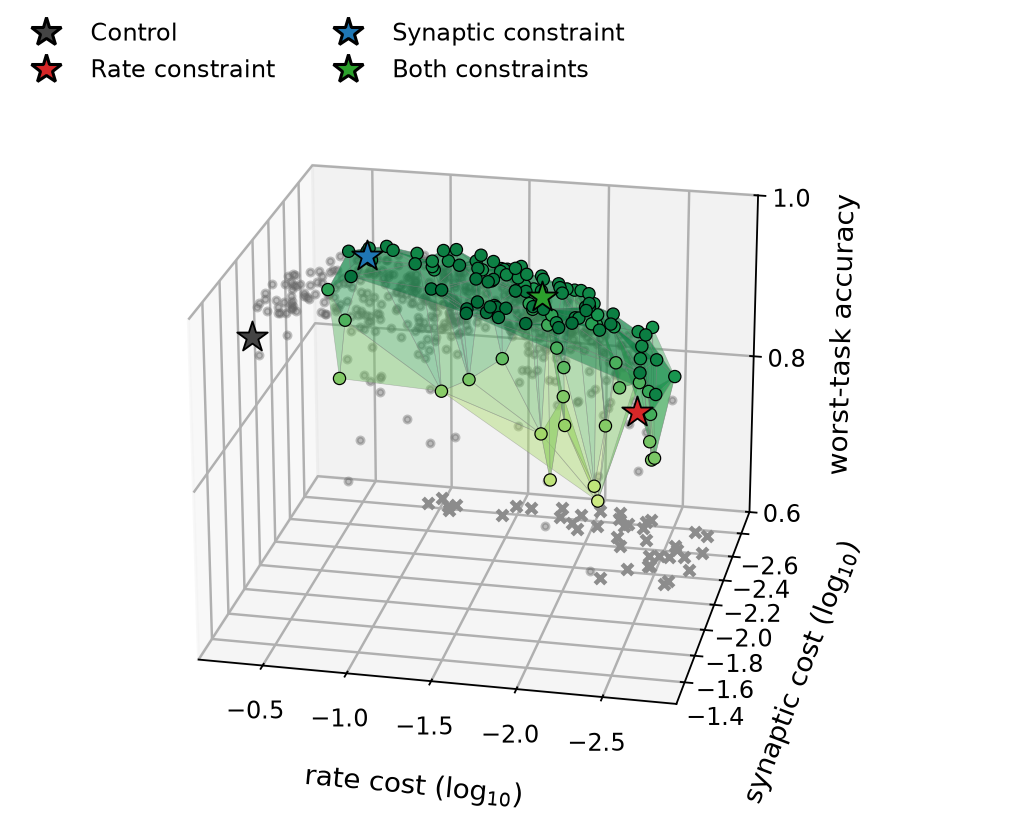 Control
Rate constraint
Synaptic constraint
Both constraints
1.0
0.8
0.6
worst-task accuracy
−2.6
−2.4
−2.2
−2.0
−1.8
−1.6
−1.4
synaptic cost (log₁₀)
−0.5 −1.0 −1.5 −2.0 −2.5
rate cost (log₁₀)